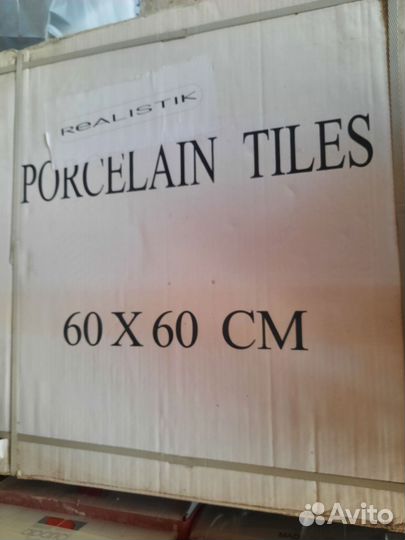 REALISTIK
PORCELAIN TILES
60 X 60 CM
Avito